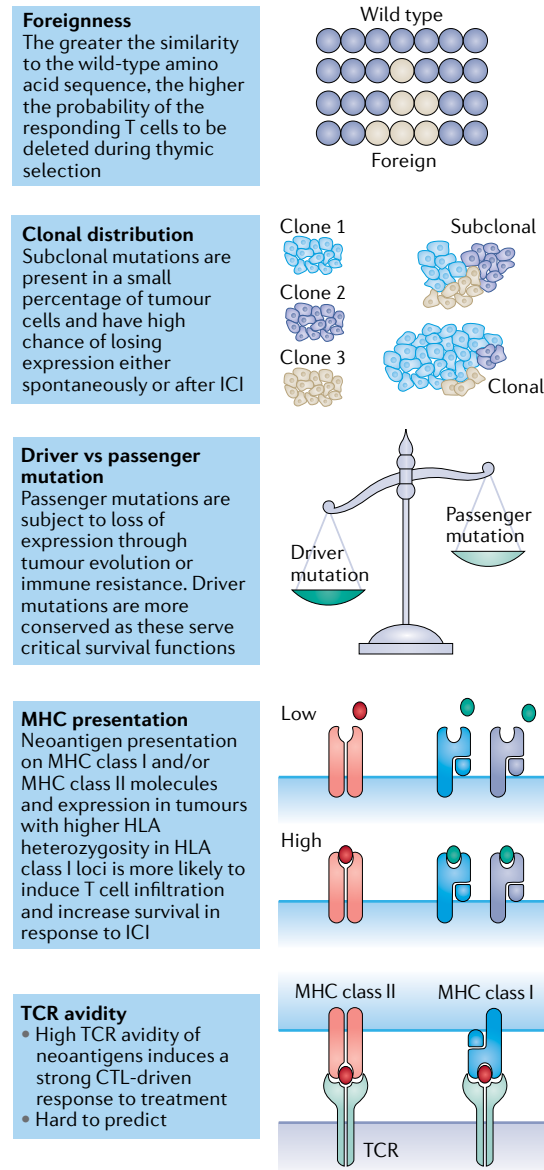 Foreignness
The greater the similarity
to the wild-type amino
acid sequence, the higher
the probability of the
responding T cells to be
deleted during thymic
selection
Wild type
Foreign
Clonal distribution
Subclonal mutations are
present in a small
percentage of tumour
cells and have high
chance of losing
expression either
spontaneously or after ICI
Clone 1
Subclonal
Clone 2
Clone 3
Clonal
Driver vs passenger
mutation
Passenger mutations are
subject to loss of
expression through
tumour evolution or
immune resistance. Driver
mutations are more
conserved as these serve
critical survival functions
Driver
mutation
Passenger
mutation
MHC presentation
Neoantigen presentation
on MHC class I and/or
MHC class II molecules
and expression in tumours
with higher HLA
heterozygosity in HLA
class I loci is more likely to
induce T cell infiltration
and increase survival in
response to ICI
Low
High
TCR avidity
• High TCR avidity of
neoantigens induces a
strong CTL-driven
response to treatment
• Hard to predict
MHC class II
MHC class I
TCR